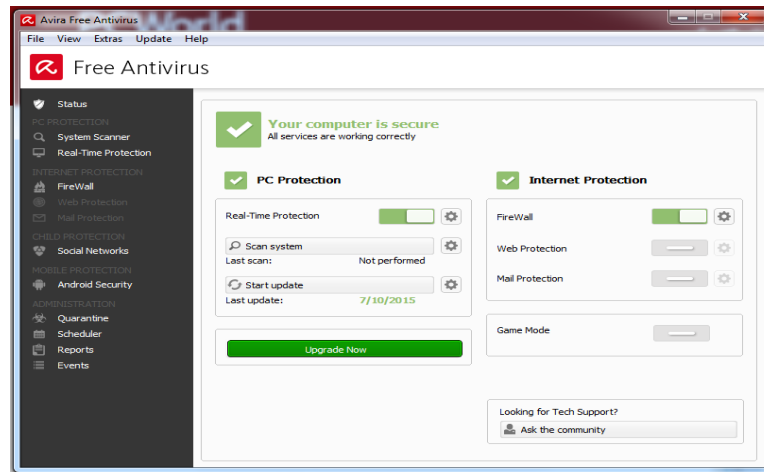 Avira Free Antivirus
PCWorld
File View Extras Update Help
Free Antivirus
Status
PC PROTECTION
System Scanner
Real-Time Protection
INTERNET PROTECTION
FireWall
Web Protection
Mail Protection
CHILD PROTECTION
Social Networks
MOBILE PROTECTION
Android Security
ADMINISTRATION
Quarantine
Scheduler
Reports
Events
Your computer is secure
All services are working correctly
PC Protection
Real-Time Protection
Scan system
Last scan: Not performed
Start update
Last update: 7/10/2015
Upgrade Now
Internet Protection
FireWall
Web Protection
Mail Protection
Game Mode
Looking for Tech Support?
Ask the community